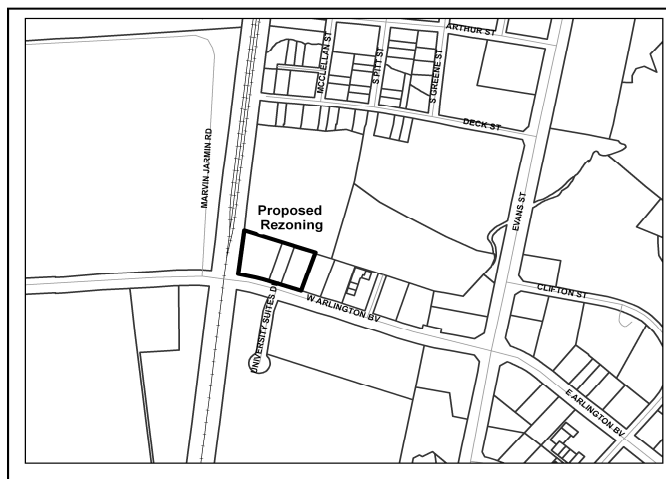 ARTHUR ST
MCCLELLAN ST
S PITT ST
S GREENE ST
DECK ST
MARVIN JARMIN RD
EVANS ST
Proposed
Rezoning
CLIFTON ST
W ARLINGTON BV
UNIVERSITY SUITES D
E ARLINGTON BV